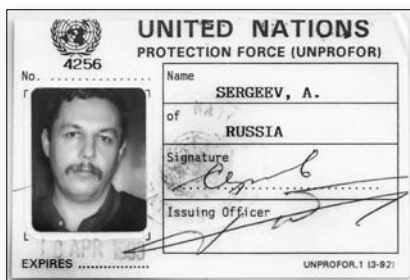 UNITED NATIONS
PROTECTION FORCE (UNPROFOR)
4256
No. ............
Name
SERGEEV, A.
of
RUSSIA
Signature
Issuing Officer
APR
EXPIRES ............
UNPROFOR.1 (3-92)